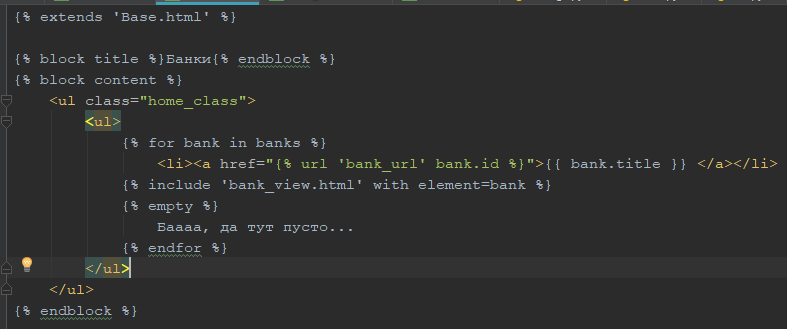 {% extends 'Base.html' %}
{% block title %}Банки{% endblock %}
{% block content %}
<ul class="home_class">
<ul>
{% for bank in banks %}
<li><a href="{% url 'bank_url' bank.id %}">{{ bank.title }} </a></li>
{% include 'bank_view.html' with element=bank %}
{% empty %}
Ваааа, да тут пусто...
{% endfor %}
</ul>
</ul>
{% endblock %}